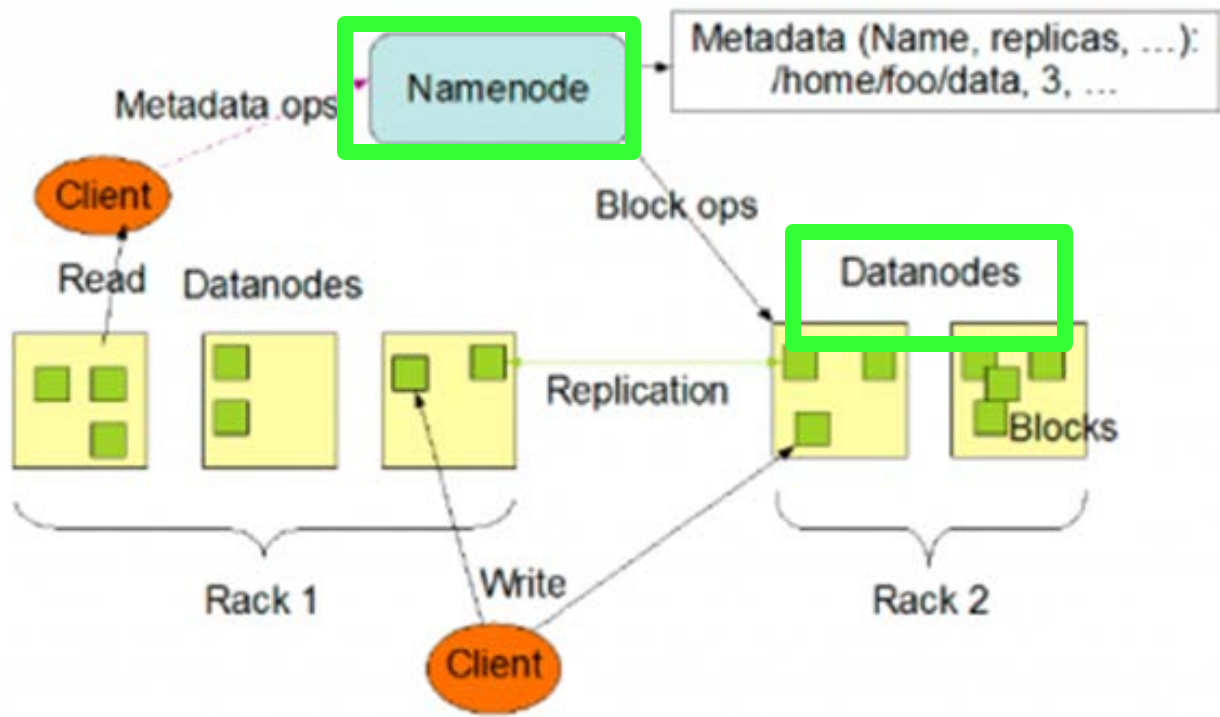 Metadata (Name, replicas, ...):
/home/foo/data, 3, ...
Namenode
Metadata ops
Client
Block ops
Read
Datanodes
Datanodes
Replication
Blocks
Rack 1
Write
Rack 2
Client